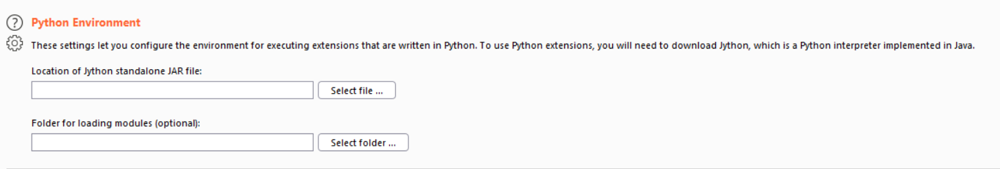 Python Environment
These settings let you configure the environment for executing extensions that are written in Python. To use Python extensions, you will need to download Jython, which is a Python interpreter implemented in Java.
Location of Jython standalone JAR file:
Select file ...
Folder for loading modules (optional):
Select folder ...